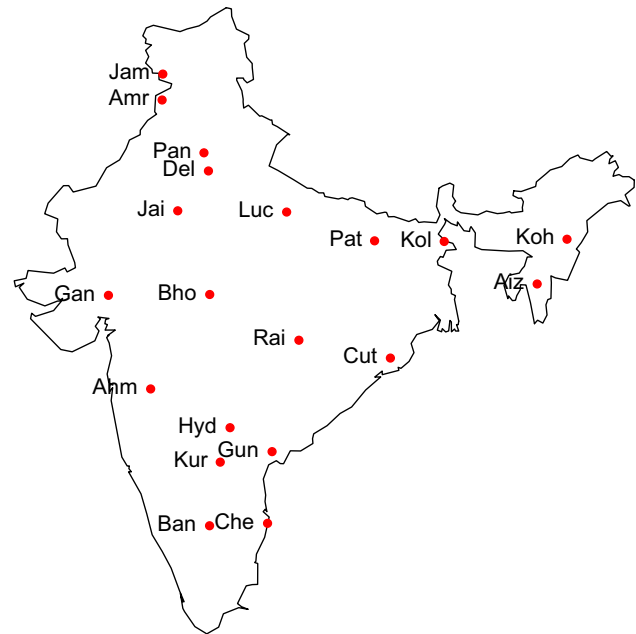 Jam
Amr
Pan
Del
Jai
Luc
Pat
Kol
Koh
Aiz
Gan
Bho
Rai
Cut
Ahm
Hyd
Gun
Kur
Ban
Che